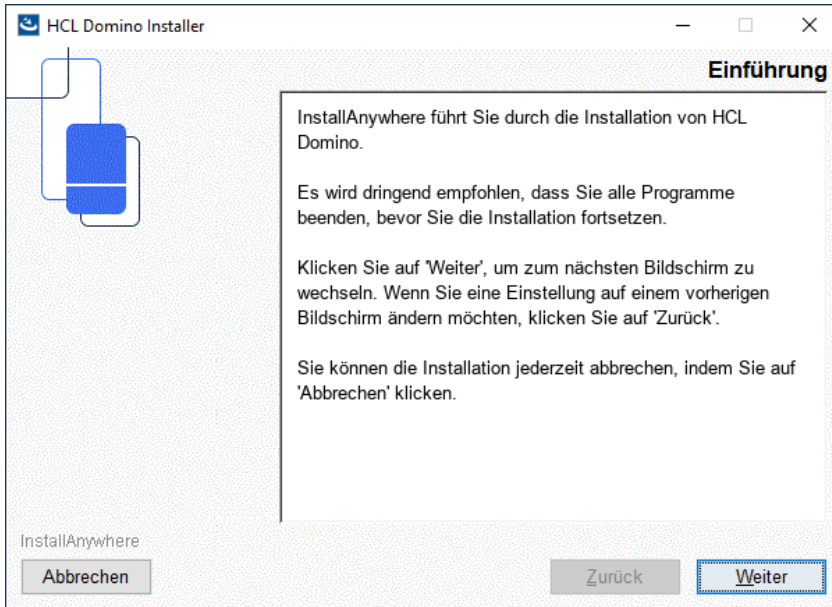 HCL Domino Installer
Einführung
InstallAnywhere führt Sie durch die Installation von HCL
Domino.
Es wird dringend empfohlen, dass Sie alle Programme
beenden, bevor Sie die Installation fortsetzen.
Klicken Sie auf 'Weiter', um zum nächsten Bildschirm zu
wechseln. Wenn Sie eine Einstellung auf einem vorherigen
Bildschirm ändern möchten, klicken Sie auf 'Zurück'.
Sie können die Installation jederzeit abbrechen, indem Sie auf
'Abbrechen' klicken.
InstallAnywhere
Abbrechen
Zurück
Weiter